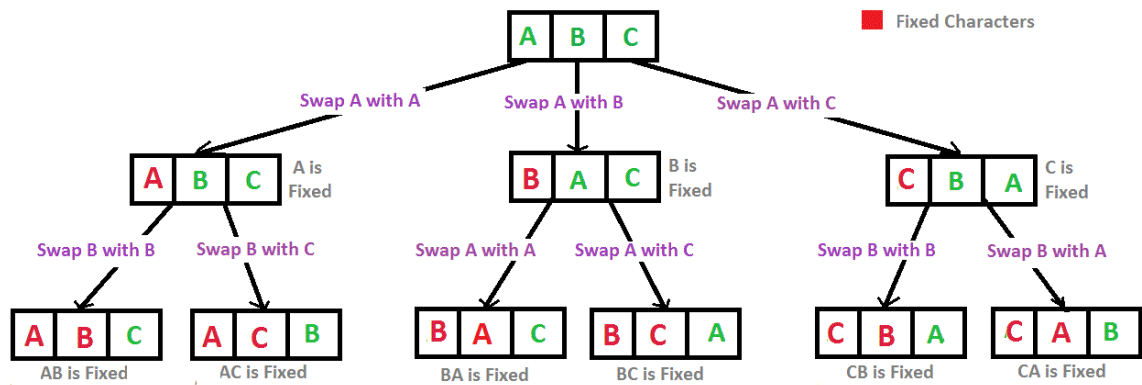 A B C
Fixed Characters
Swap A with A
Swap A with B
Swap A with C
A B C
A is
Fixed
B A C
B is
Fixed
C B A
C is
Fixed
Swap B with B
Swap B with C
Swap A with A
Swap A with C
Swap B with B
Swap B with A
A B C
A C B
B A C
B C A
C B A
C A B
AB is Fixed
AC is Fixed
BA is Fixed
BC is Fixed
CB is Fixed
CA is Fixed